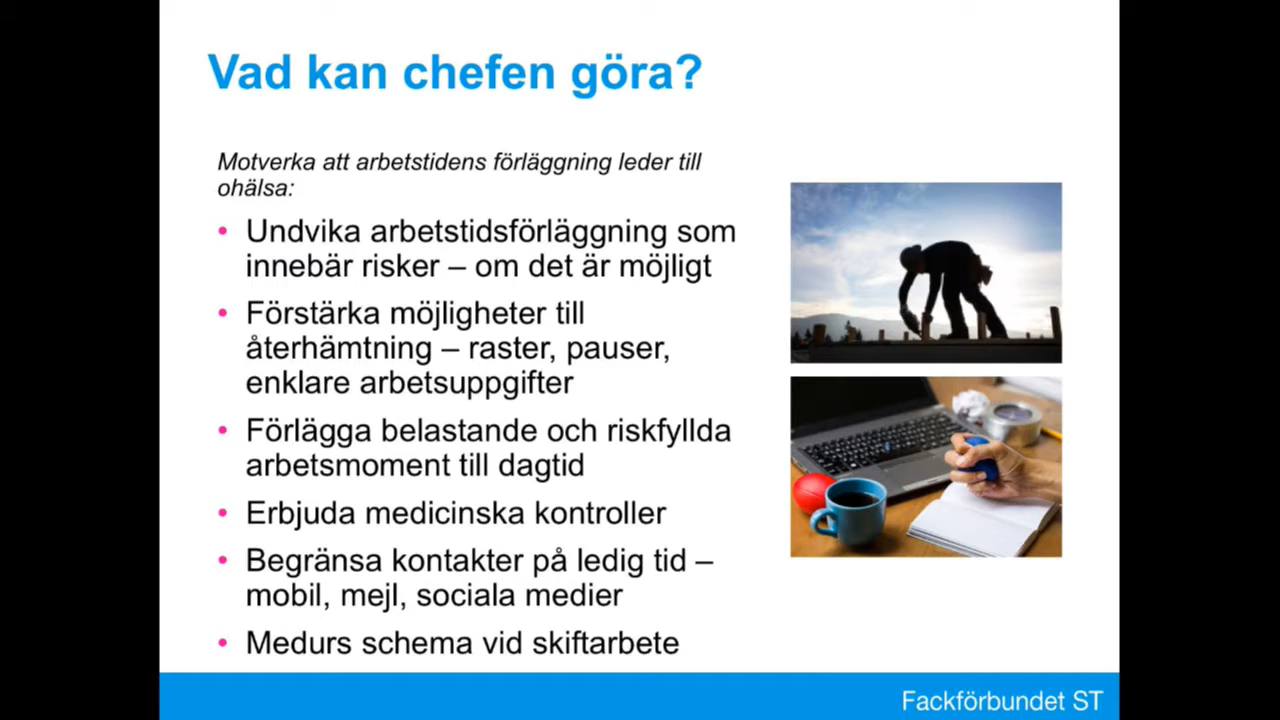 Vad kan chefen göra?
Motverka att arbetstidens förläggning leder till
ohälsa:
• Undvika arbetstidsförläggning som
innebär risker – om det är möjligt
• Förstärka möjligheter till
återhämtning – raster, pauser,
enklare arbetsuppgifter
• Förlägga belastande och riskfyllda
arbetsmoment till dagtid
• Erbjuda medicinska kontroller
• Begränsa kontakter på ledig tid –
mobil, mejl, sociala medier
• Medurs schema vid skiftarbete
Fackförbundet ST